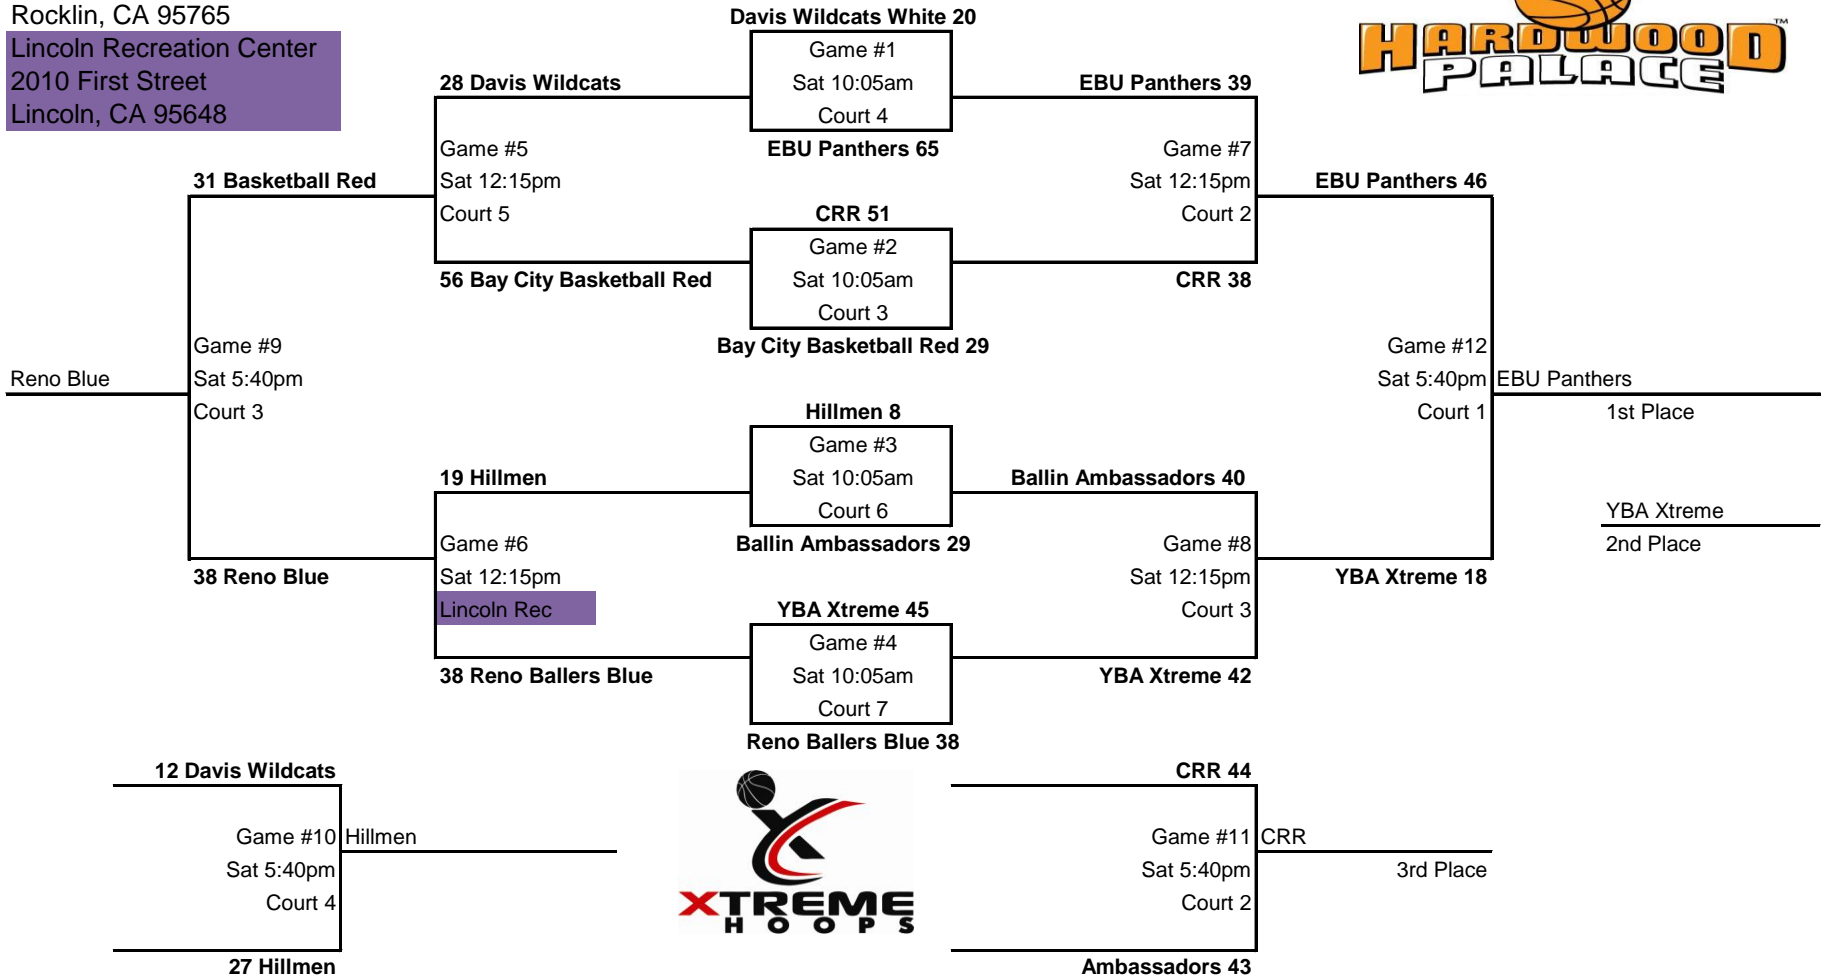 Rocklin, CA 95765
Lincoln Recreation Center
2010 First Street
Lincoln, CA 95648
HARDWOOD
PALACE™
Davis Wildcats White 20
Game #1
Sat 10:05am
Court 4
EBU Panthers 65
28 Davis Wildcats
Game #5
Sat 12:15pm
Court 5
56 Bay City Basketball Red
EBU Panthers 39
Game #7
Sat 12:15pm
Court 2
CRR 38
CRR 51
Game #2
Sat 10:05am
Court 3
Bay City Basketball Red 29
31 Basketball Red
Game #9
Sat 5:40pm
Court 3
38 Reno Blue
Reno Blue
EBU Panthers 46
Game #12
Sat 5:40pm
Court 1
YBA Xtreme 18
EBU Panthers
1st Place
YBA Xtreme
2nd Place
Hillmen 8
Game #3
Sat 10:05am
Court 6
Ballin Ambassadors 29
19 Hillmen
Game #6
Sat 12:15pm
Lincoln Rec
38 Reno Ballers Blue
Ballin Ambassadors 40
Game #8
Sat 12:15pm
Court 3
YBA Xtreme 42
YBA Xtreme 45
Game #4
Sat 10:05am
Court 7
Reno Ballers Blue 38
12 Davis Wildcats
Game #10
Sat 5:40pm
Court 4
27 Hillmen
Hillmen
XTREME
HOOPS
CRR 44
Game #11
Sat 5:40pm
Court 2
Ambassadors 43
CRR
3rd Place